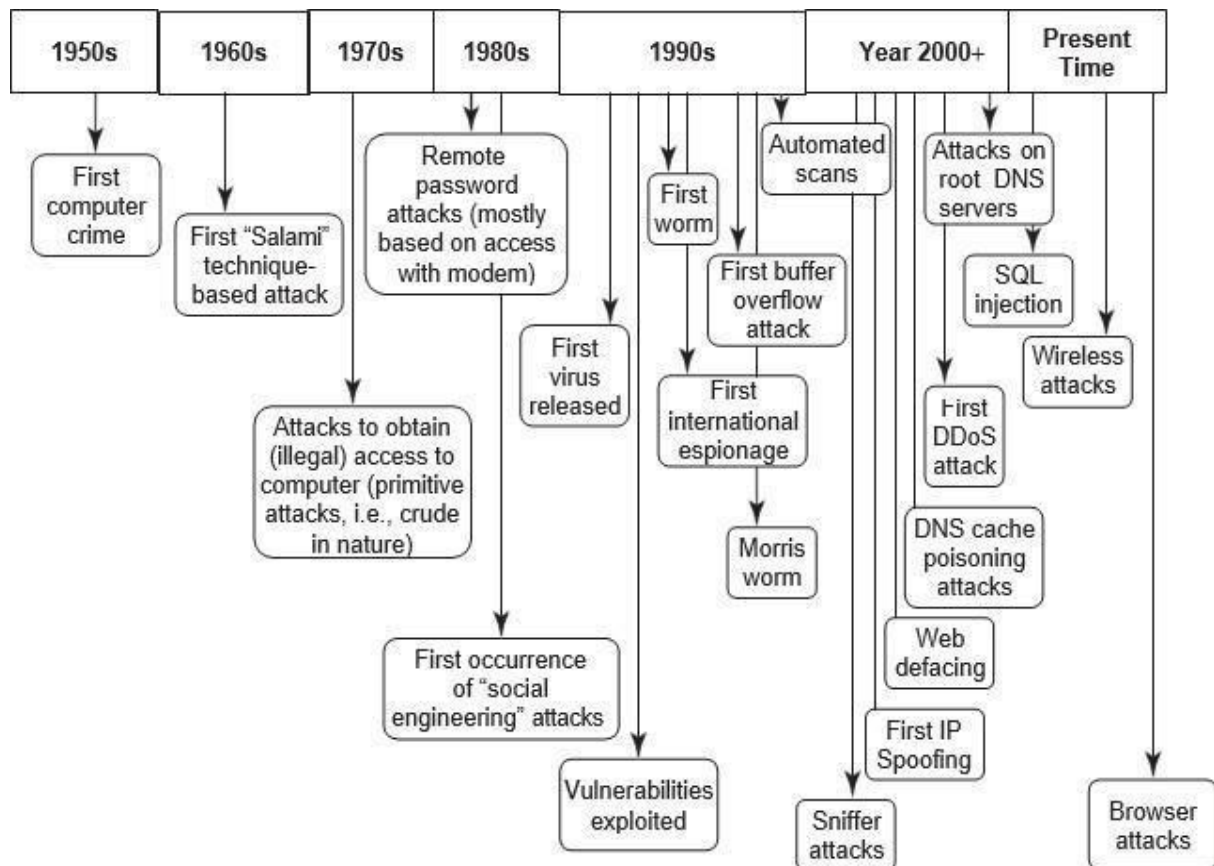 1950s
1960s
1970s
1980s
1990s
Year 2000+
Present
Time
First
computer
crime
First “Salami”
technique-
based attack
Attacks to obtain
(illegal) access to
computer (primitive
attacks, i.e., crude
in nature)
Remote
password
attacks (mostly
based on access
with modem)
First occurrence
of “social
engineering” attacks
First
virus
released
Vulnerabilities
exploited
First
worm
First
international
espionage
First buffer
overflow
attack
Morris
worm
Automated
scans
Sniffer
attacks
First IP
Spoofing
Web
defacing
DNS cache
poisoning
attacks
First
DDoS
attack
Attacks on
root DNS
servers
SQL
injection
Wireless
attacks
Browser
attacks